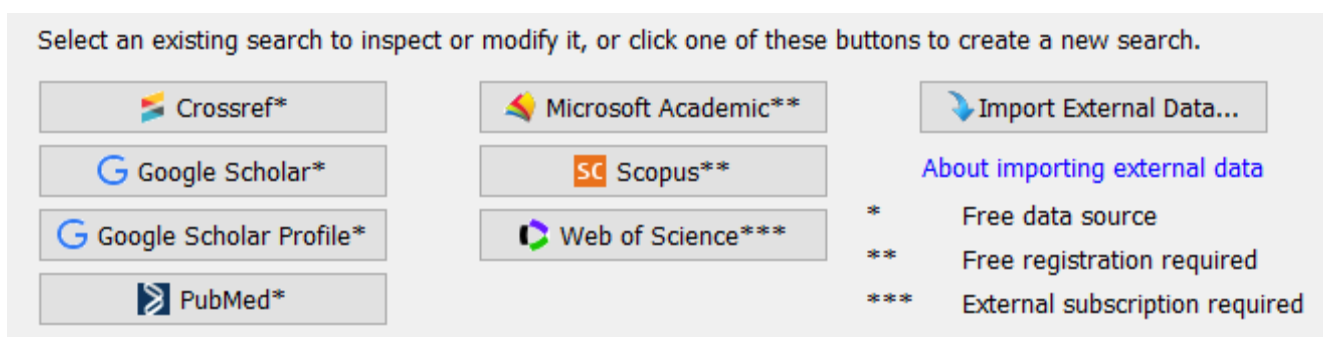 Select an existing search to inspect or modify it, or click one of these buttons to create a new search.
Crossref*
Microsoft Academic**
Import External Data...
Google Scholar*
SC Scopus**
About importing external data
* Free data source
Google Scholar Profile*
Web of Science***
** Free registration required
PubMed*
*** External subscription required